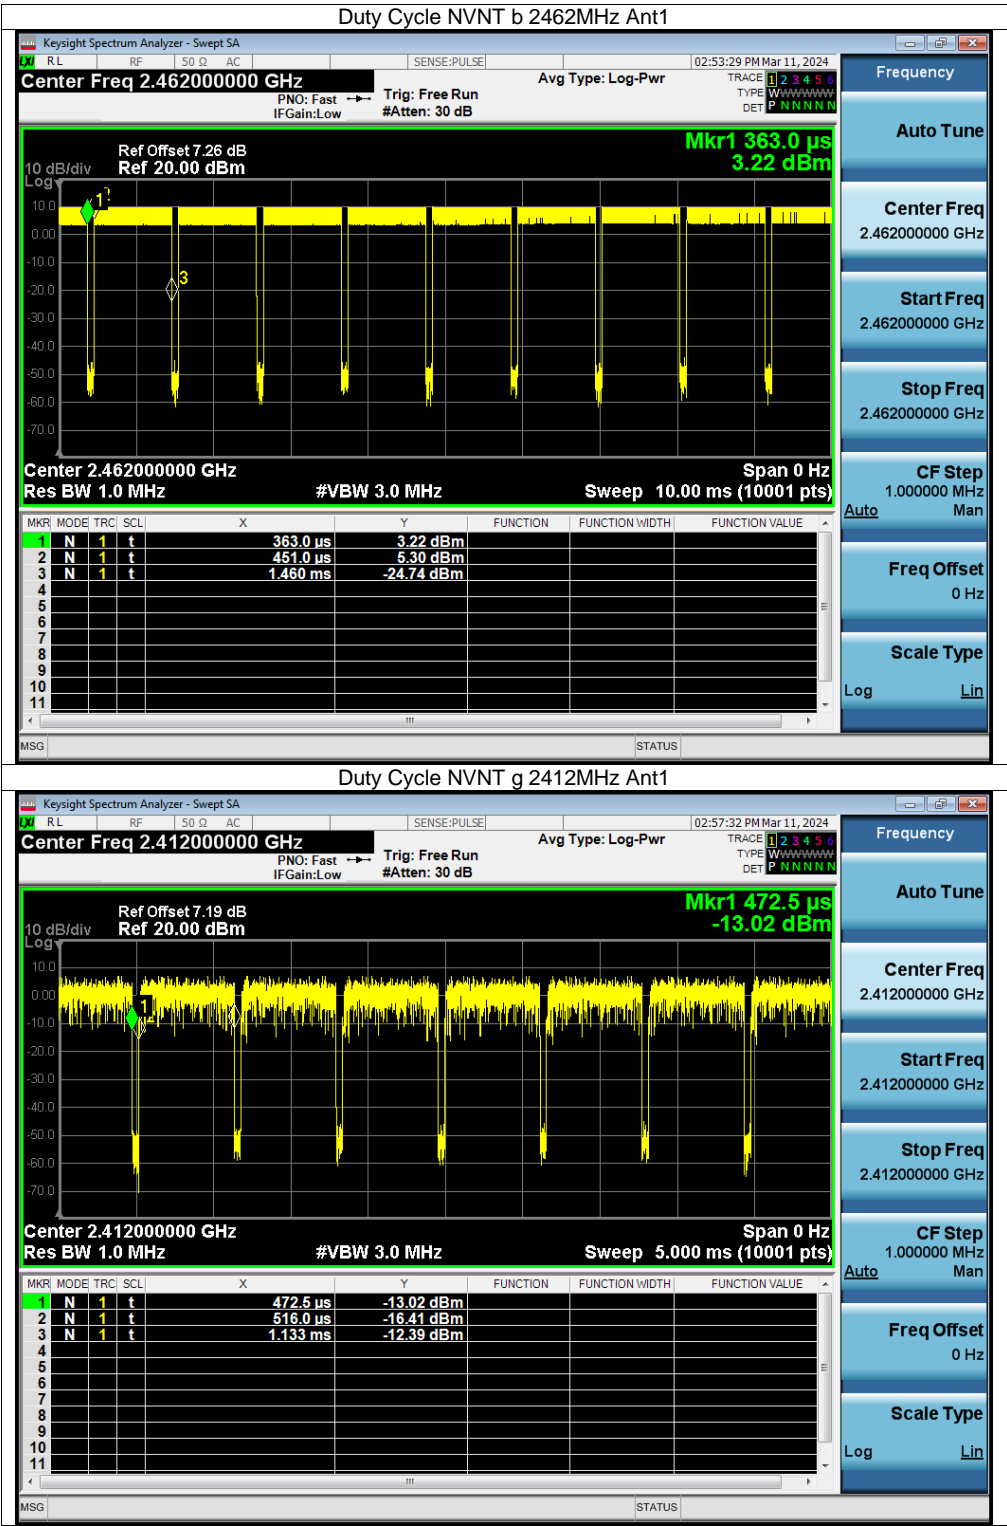 Duty Cycle NVNT b 2462MHz Ant1
Keysight Spectrum Analyzer - Swept SA
LXI RL RF 50 Ω AC SENSE:PULSE 02:53:29 PM Mar 11, 2024
Center Freq 2.462000000 GHz Avg Type: Log-Pwr TRACE 1 2 3 4 5 6
PNO: Fast Trig: Free Run TYPE WWWWWW
IFGain:Low #Atten: 30 dB DET P N N N N N
Mkr1 363.0 µs
Ref Offset 7.26 dB
10 dB/div Ref 20.00 dBm 3.22 dBm
Log
10.0
0.00
-10.0
-20.0
-30.0
-40.0
-50.0
-60.0
-70.0
1
3
Center 2.462000000 GHz Span 0 Hz
Res BW 1.0 MHz #VBW 3.0 MHz Sweep 10.00 ms (10001 pts)
MKR MODE TRC SCL X Y FUNCTION FUNCTION WIDTH FUNCTION VALUE
1 N 1 t 363.0 µs 3.22 dBm
2 N 1 t 451.0 µs 5.30 dBm
3 N 1 t 1.460 ms -24.74 dBm
4
5
6
7
8
9
10
11
MSG STATUS
Frequency
Auto Tune
Center Freq
2.462000000 GHz
Start Freq
2.462000000 GHz
Stop Freq
2.462000000 GHz
CF Step
1.000000 MHz
Auto Man
Freq Offset
0 Hz
Scale Type
Log Lin
Duty Cycle NVNT g 2412MHz Ant1
Keysight Spectrum Analyzer - Swept SA
LXI RL RF 50 Ω AC SENSE:PULSE 02:57:32 PM Mar 11, 2024
Center Freq 2.412000000 GHz Avg Type: Log-Pwr TRACE 1 2 3 4 5 6
PNO: Fast Trig: Free Run TYPE WWWWWW
IFGain:Low #Atten: 30 dB DET P N N N N N
Mkr1 472.5 µs
Ref Offset 7.19 dB
10 dB/div Ref 20.00 dBm -13.02 dBm
Log
10.0
0.00
-10.0
-20.0
-30.0
-40.0
-50.0
-60.0
-70.0
1
Center 2.412000000 GHz Span 0 Hz
Res BW 1.0 MHz #VBW 3.0 MHz Sweep 5.000 ms (10001 pts)
MKR MODE TRC SCL X Y FUNCTION FUNCTION WIDTH FUNCTION VALUE
1 N 1 t 472.5 µs -13.02 dBm
2 N 1 t 516.0 µs -16.41 dBm
3 N 1 t 1.133 ms -12.39 dBm
4
5
6
7
8
9
10
11
MSG STATUS
Frequency
Auto Tune
Center Freq
2.412000000 GHz
Start Freq
2.412000000 GHz
Stop Freq
2.412000000 GHz
CF Step
1.000000 MHz
Auto Man
Freq Offset
0 Hz
Scale Type
Log Lin